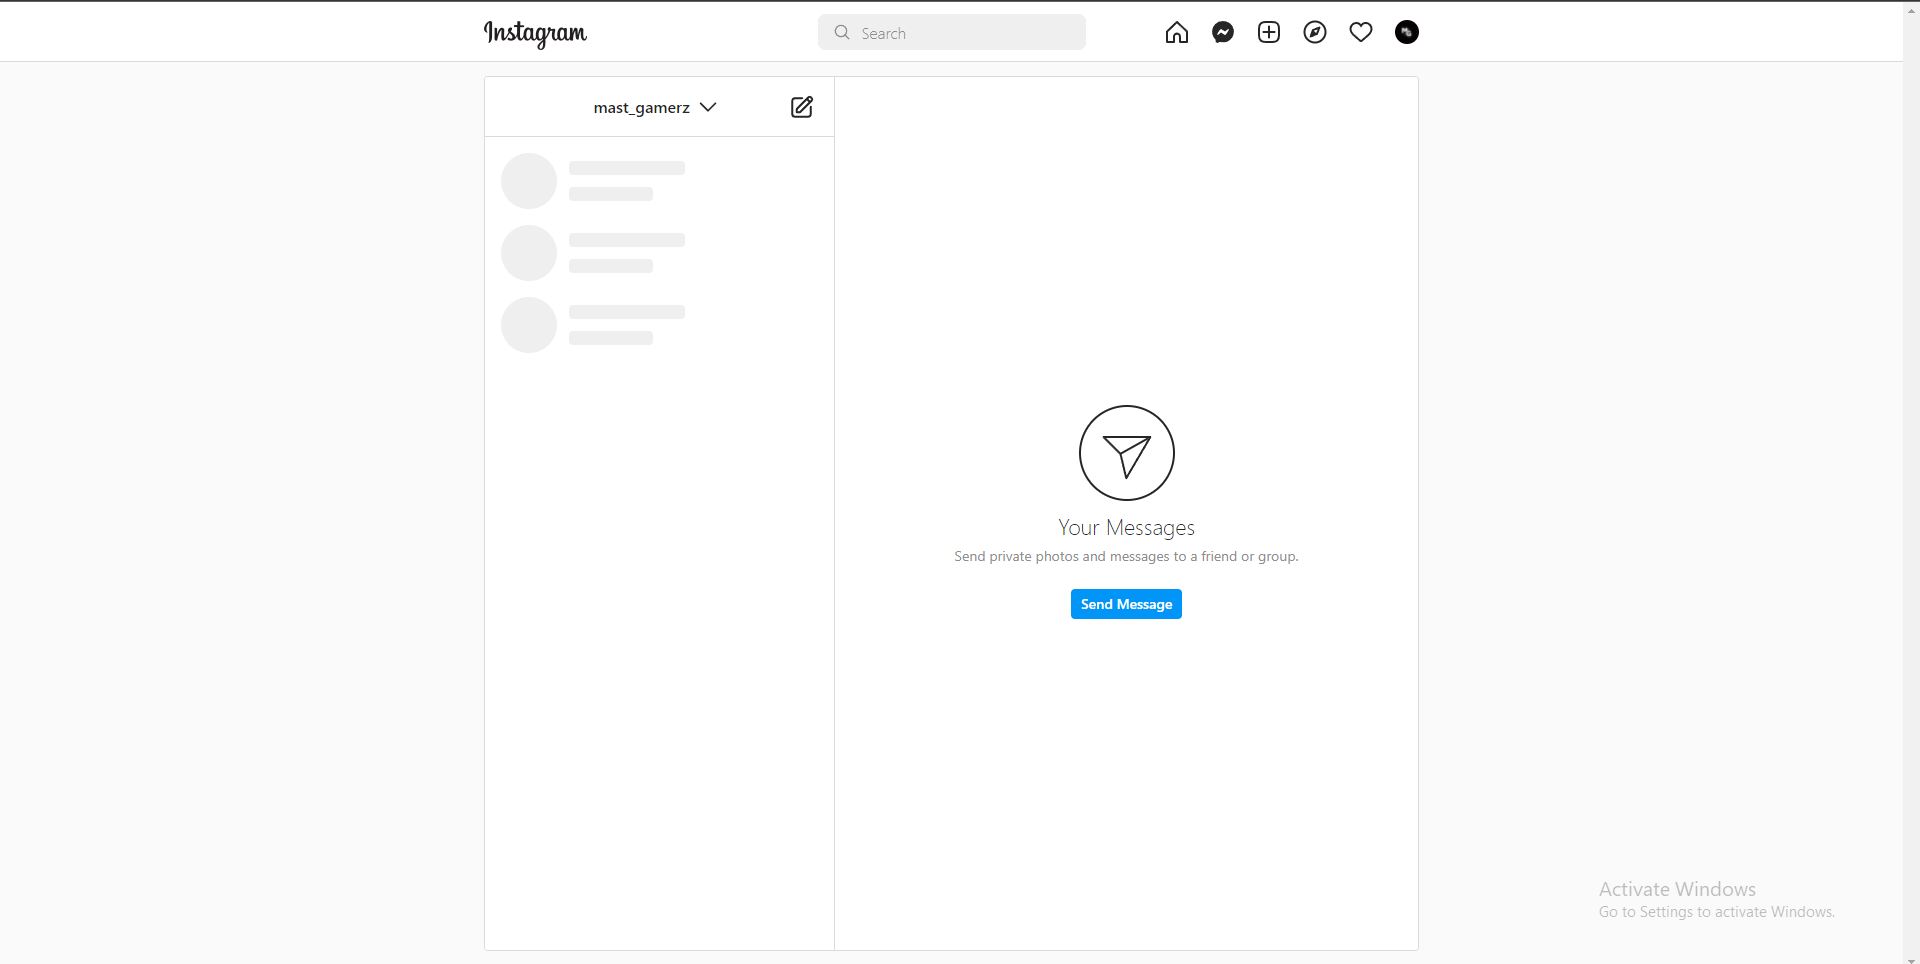 Instagram
Search
mast_gamerz
Your Messages
Send private photos and messages to a friend or group.
Send Message
Activate Windows
Go to Settings to activate Windows.